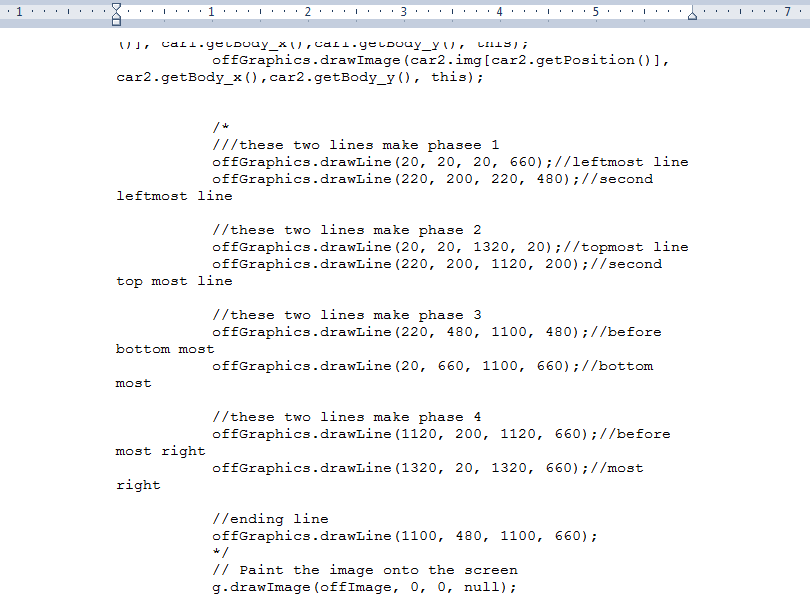 1 1 2 3 4 5 7
()], car1.getBody_x(),car1.getBody_y(), this);
offGraphics.drawImage(car2.img[car2.getPosition()],
car2.getBody_x(),car2.getBody_y(), this);
/*
///these two lines make phasee 1
offGraphics.drawLine(20, 20, 20, 660);//leftmost line
offGraphics.drawLine(220, 200, 220, 480);//second
leftmost line
//these two lines make phase 2
offGraphics.drawLine(20, 20, 1320, 20);//topmost line
offGraphics.drawLine(220, 200, 1120, 200);//second
top most line
//these two lines make phase 3
offGraphics.drawLine(220, 480, 1100, 480);//before
bottom most
offGraphics.drawLine(20, 660, 1100, 660);//bottom
most
//these two lines make phase 4
offGraphics.drawLine(1120, 200, 1120, 660);//before
most right
offGraphics.drawLine(1320, 20, 1320, 660);//most
right
//ending line
offGraphics.drawLine(1100, 480, 1100, 660);
*/
// Paint the image onto the screen
g.drawImage(offImage, 0, 0, null);